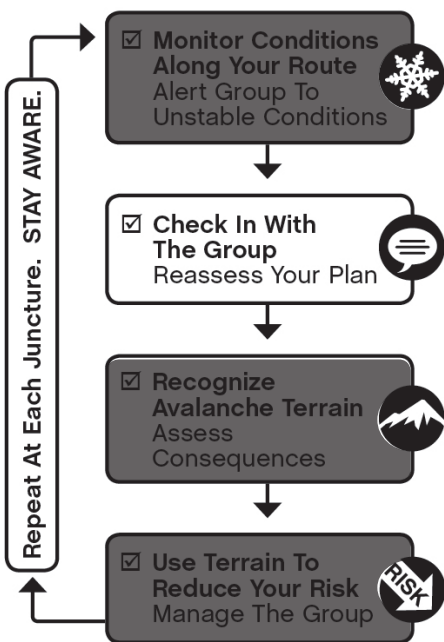 ☑ Monitor Conditions
Along Your Route
Alert Group To
Unstable Conditions
☑ Check In With
The Group
Reassess Your Plan
☑ Recognize
Avalanche Terrain
Assess
Consequences
☑ Use Terrain To
Reduce Your Risk
Manage The Group
RISK
Repeat At Each Juncture. STAY AWARE.